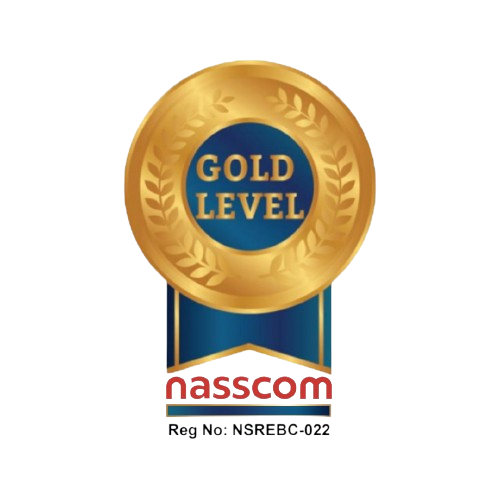 GOLD
LEVEL
nasscom
Reg No: NSREBC-022